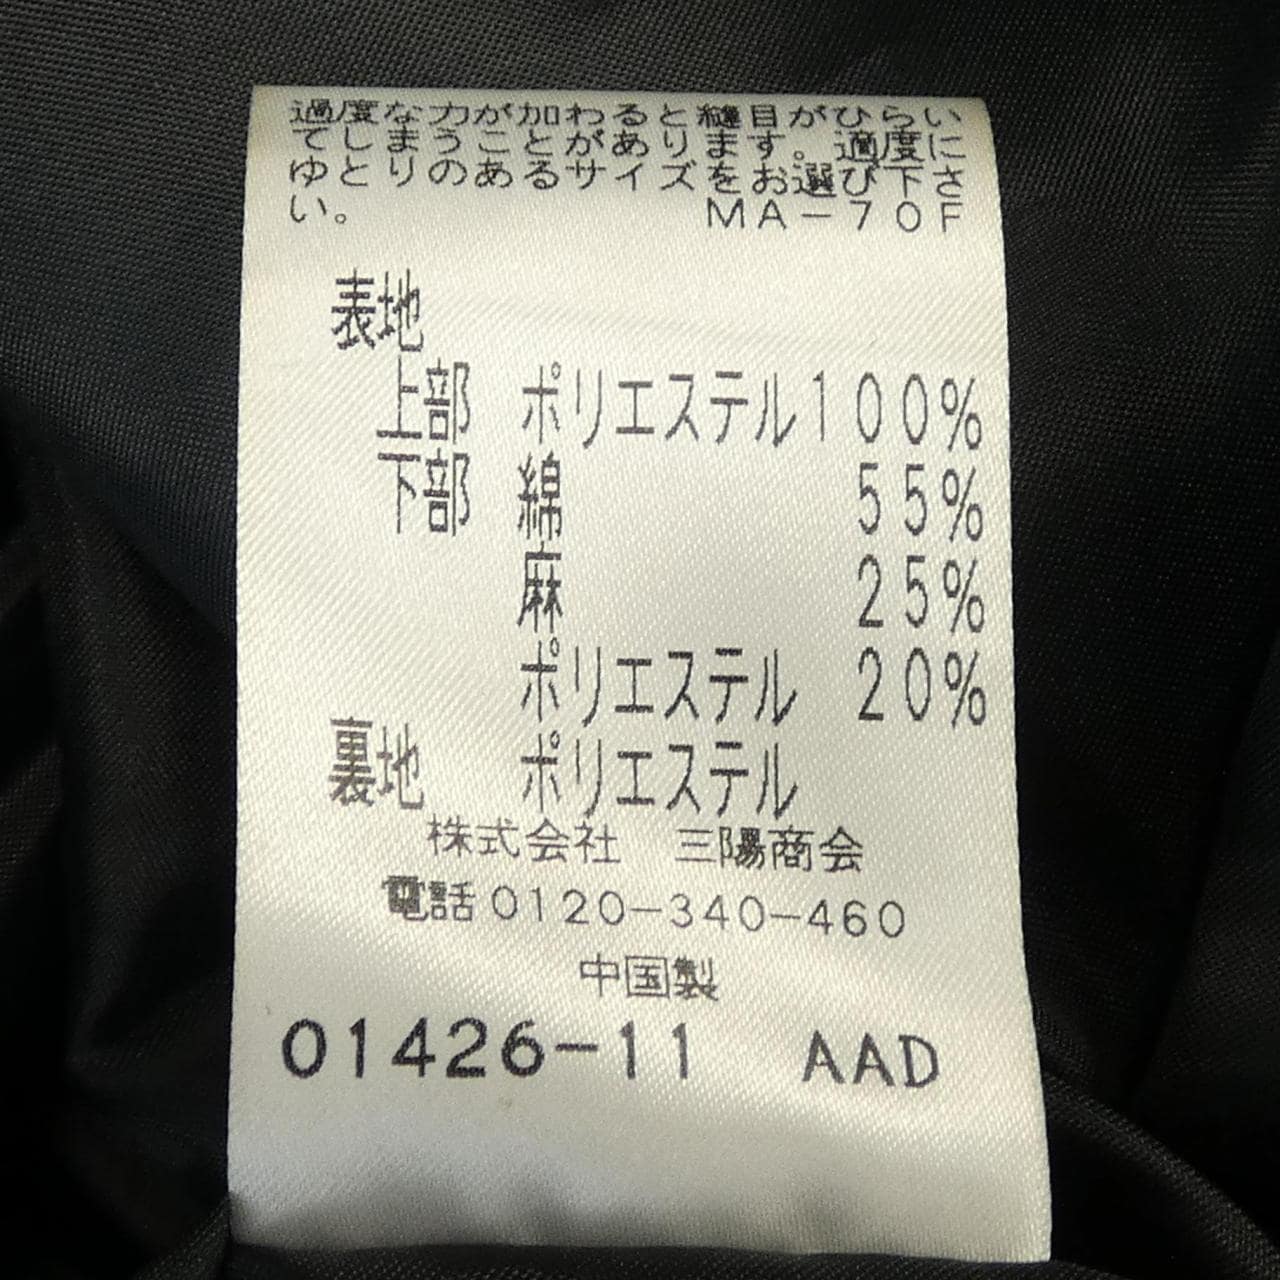 過度な力が加わると縫目がひらい
てしまうことがあります。適度に
ゆとりのあるサイズをお選び下さ
い。 MA-70F
表地
上部 ポリエステル100%
下部 綿 55%
麻 25%
ポリエステル 20%
裏地 ポリエステル
株式会社 三陽商会
電話0120-340-460
中国製
01426-11 AAD